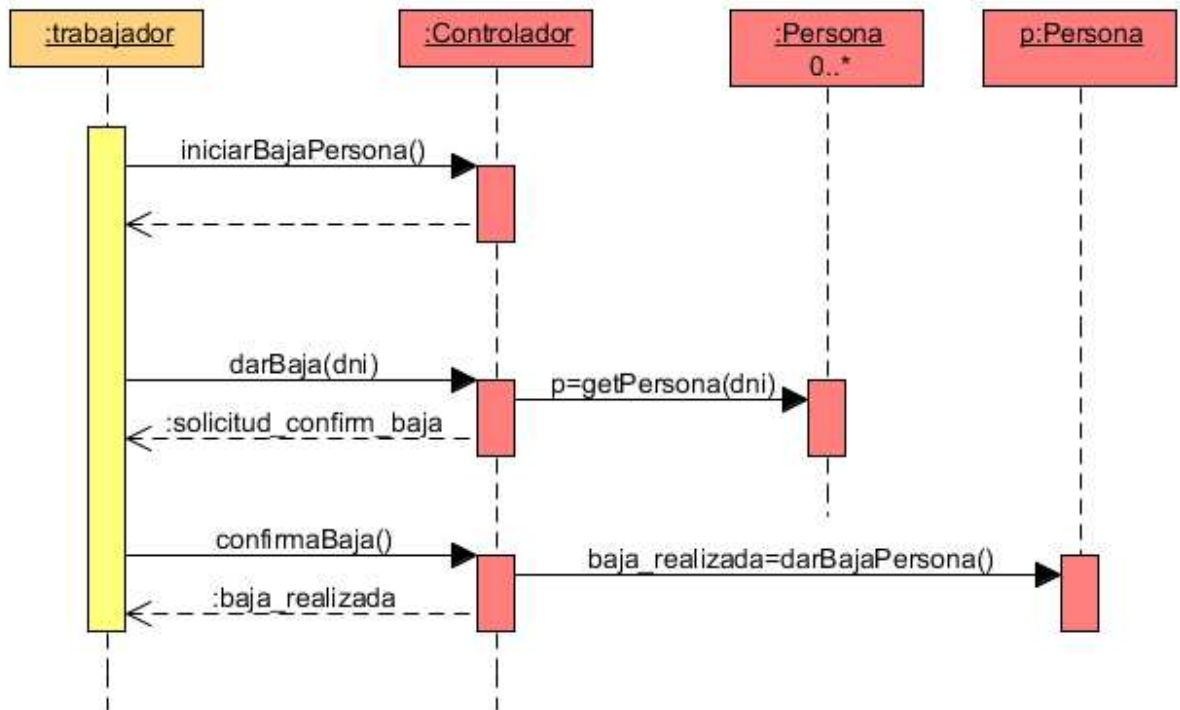 :trabajador
:Controlador
:Persona
0..*
p:Persona
iniciarBajaPersona()
darBaja(dni)
p=getPersona(dni)
:solicitud_confirm_baja
confirmaBaja()
baja_realizada=darBajaPersona()
:baja_realizada